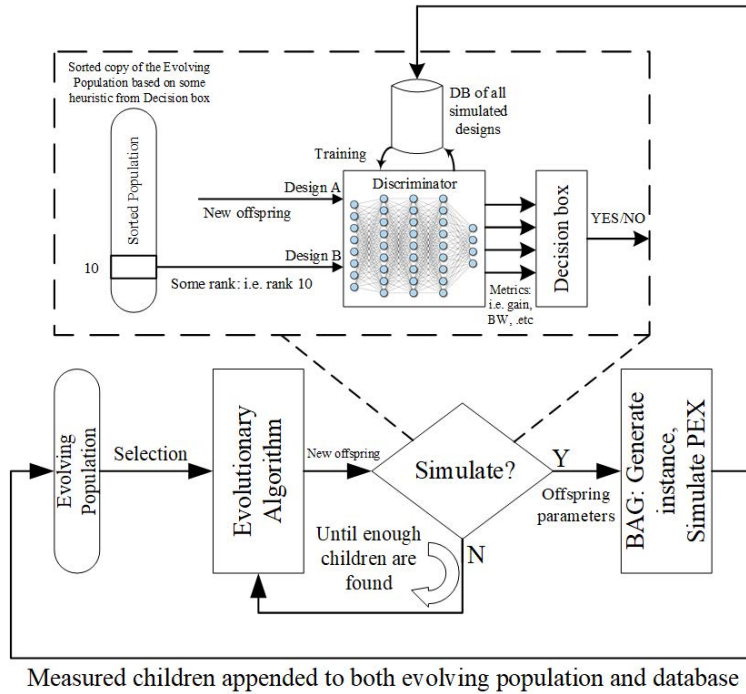 Sorted copy of the Evolving
Population based on some
heuristic from Decision box
DB of all
simulated
designs
Training
Sorted Population
Design A
Discriminator
New offspring
YES/NO
Decision box
Design B
10
Some rank: i.e. rank 10
Metrics:
i.e. gain,
BW, .etc
Evolving
Population
Selection
Evolutionary
Algorithm
New offspring
Simulate?
Y
Offspring
parameters
BAG: Generate
instance,
Simulate PEX
N
Until enough
children are
found
Measured children appended to both evolving population and database